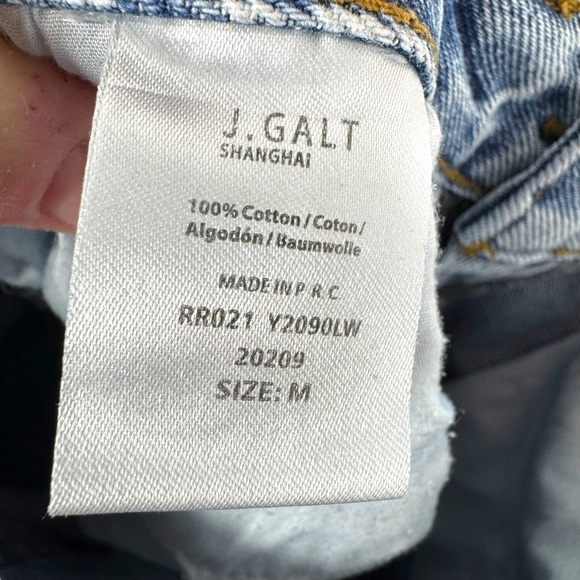 J.GALT
SHANGHAI
100% Cotton / Coton /
Algodón / Baumwolle
MADE IN P R C
RR021 Y2090LW
20209
SIZE: M